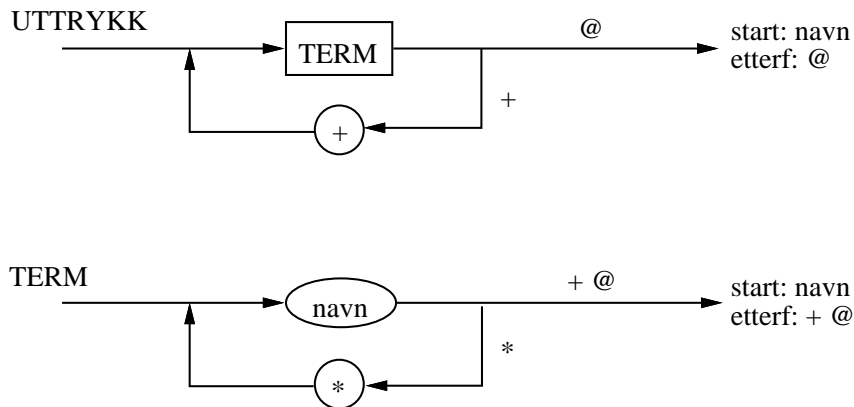 UTTRYKK
@
start: navn
TERM
etterf: @
+
+
TERM
+ @
start: navn
navn
etterf: + @
*
*